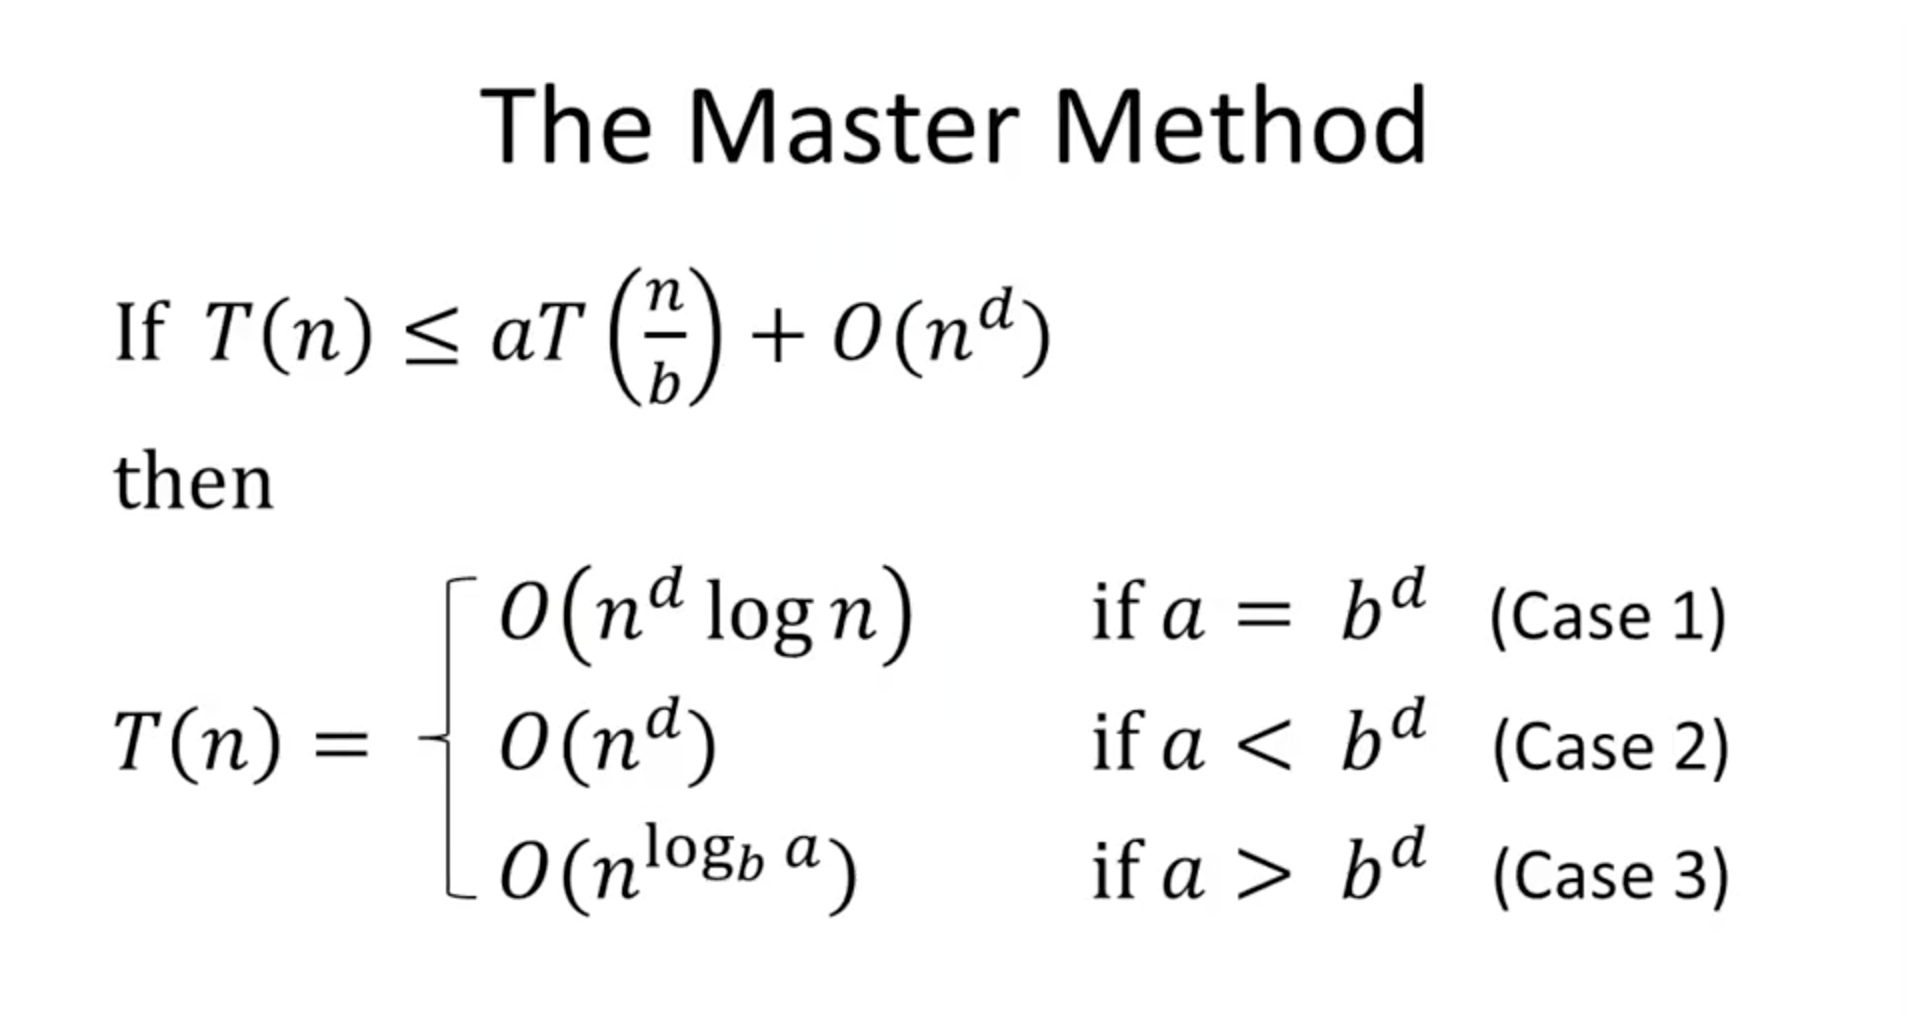 The Master Method
If T(n) ≤ aT(n/b) + O(n^d)
then
T(n) =
O(n^d log n) if a = b^d (Case 1)
O(n^d) if a < b^d (Case 2)
O(n^(log_b a)) if a > b^d (Case 3)